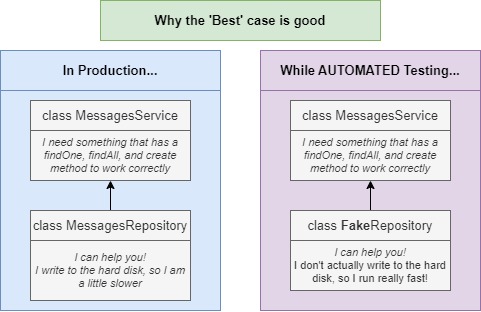 Why the 'Best' case is good
In Production...
class MessagesService
I need something that has a
findOne, findAll, and create
method to work correctly
class MessagesRepository
I can help you!
I write to the hard disk, so I am
a little slower
While AUTOMATED Testing...
class MessagesService
I need something that has a
findOne, findAll, and create
method to work correctly
class FakeRepository
I can help you!
I don't actually write to the hard
disk, so I run really fast!